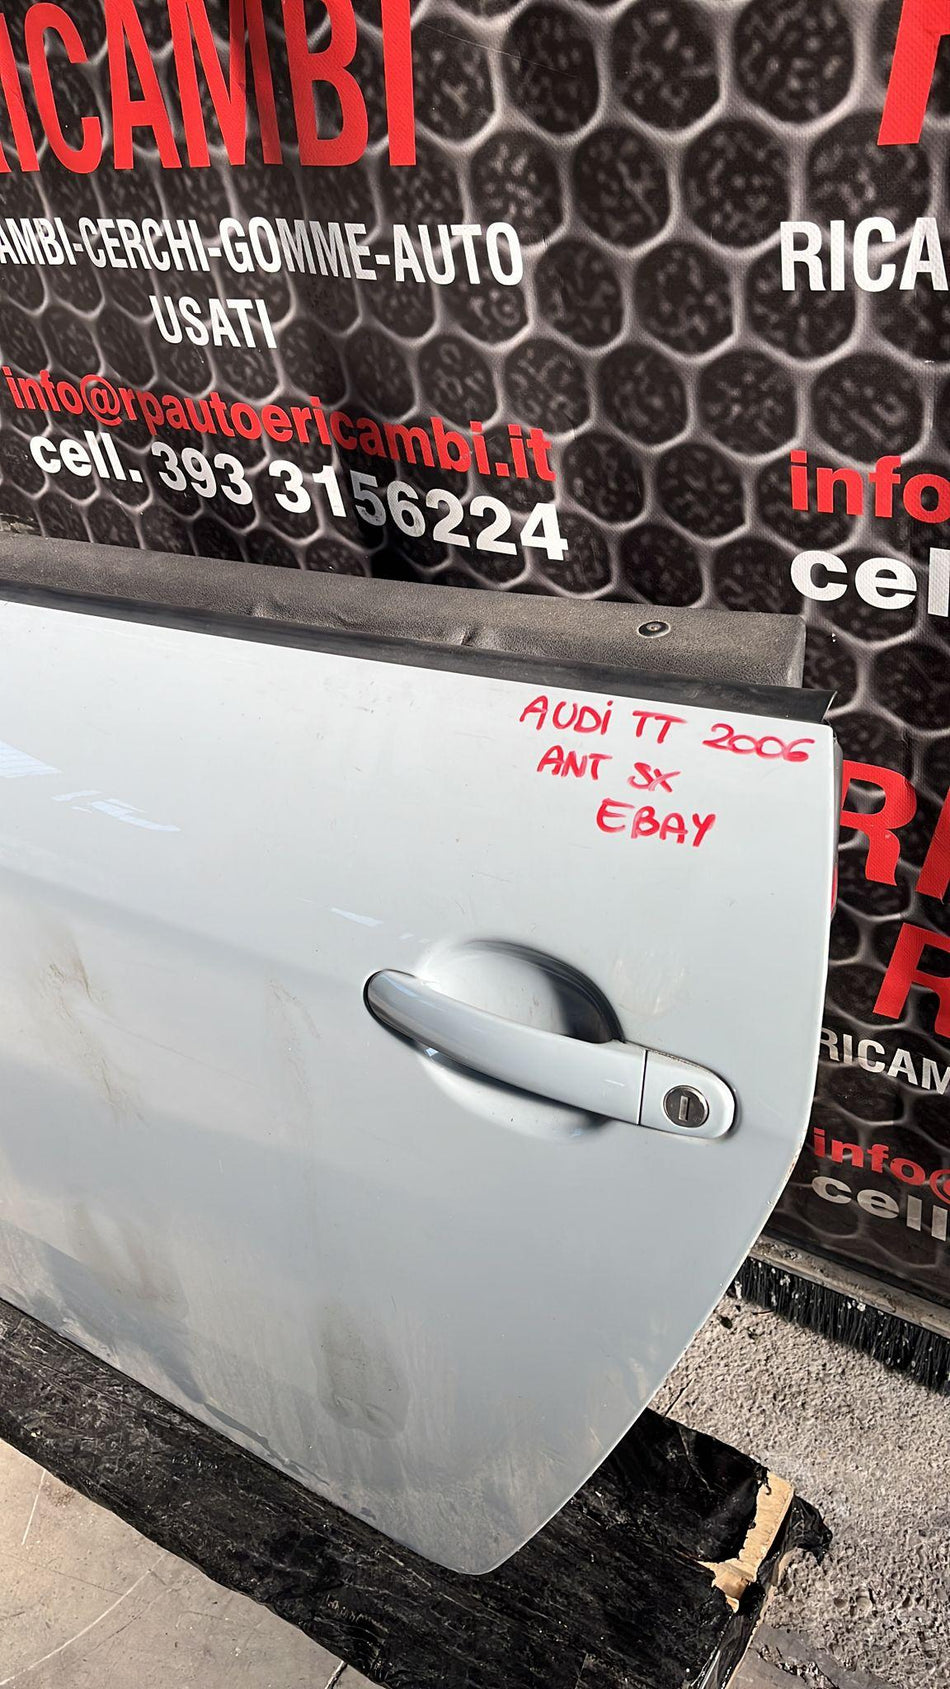 RICAMBI
AMBI-CERCHI-GOMME-AUTO
USATI
info@rpautoericambi.it
cell. 393 3156224
RICA
info
cel
AUDI TT 2006
ANT SX
EBAY
RI
R
RICAM
info@
cell